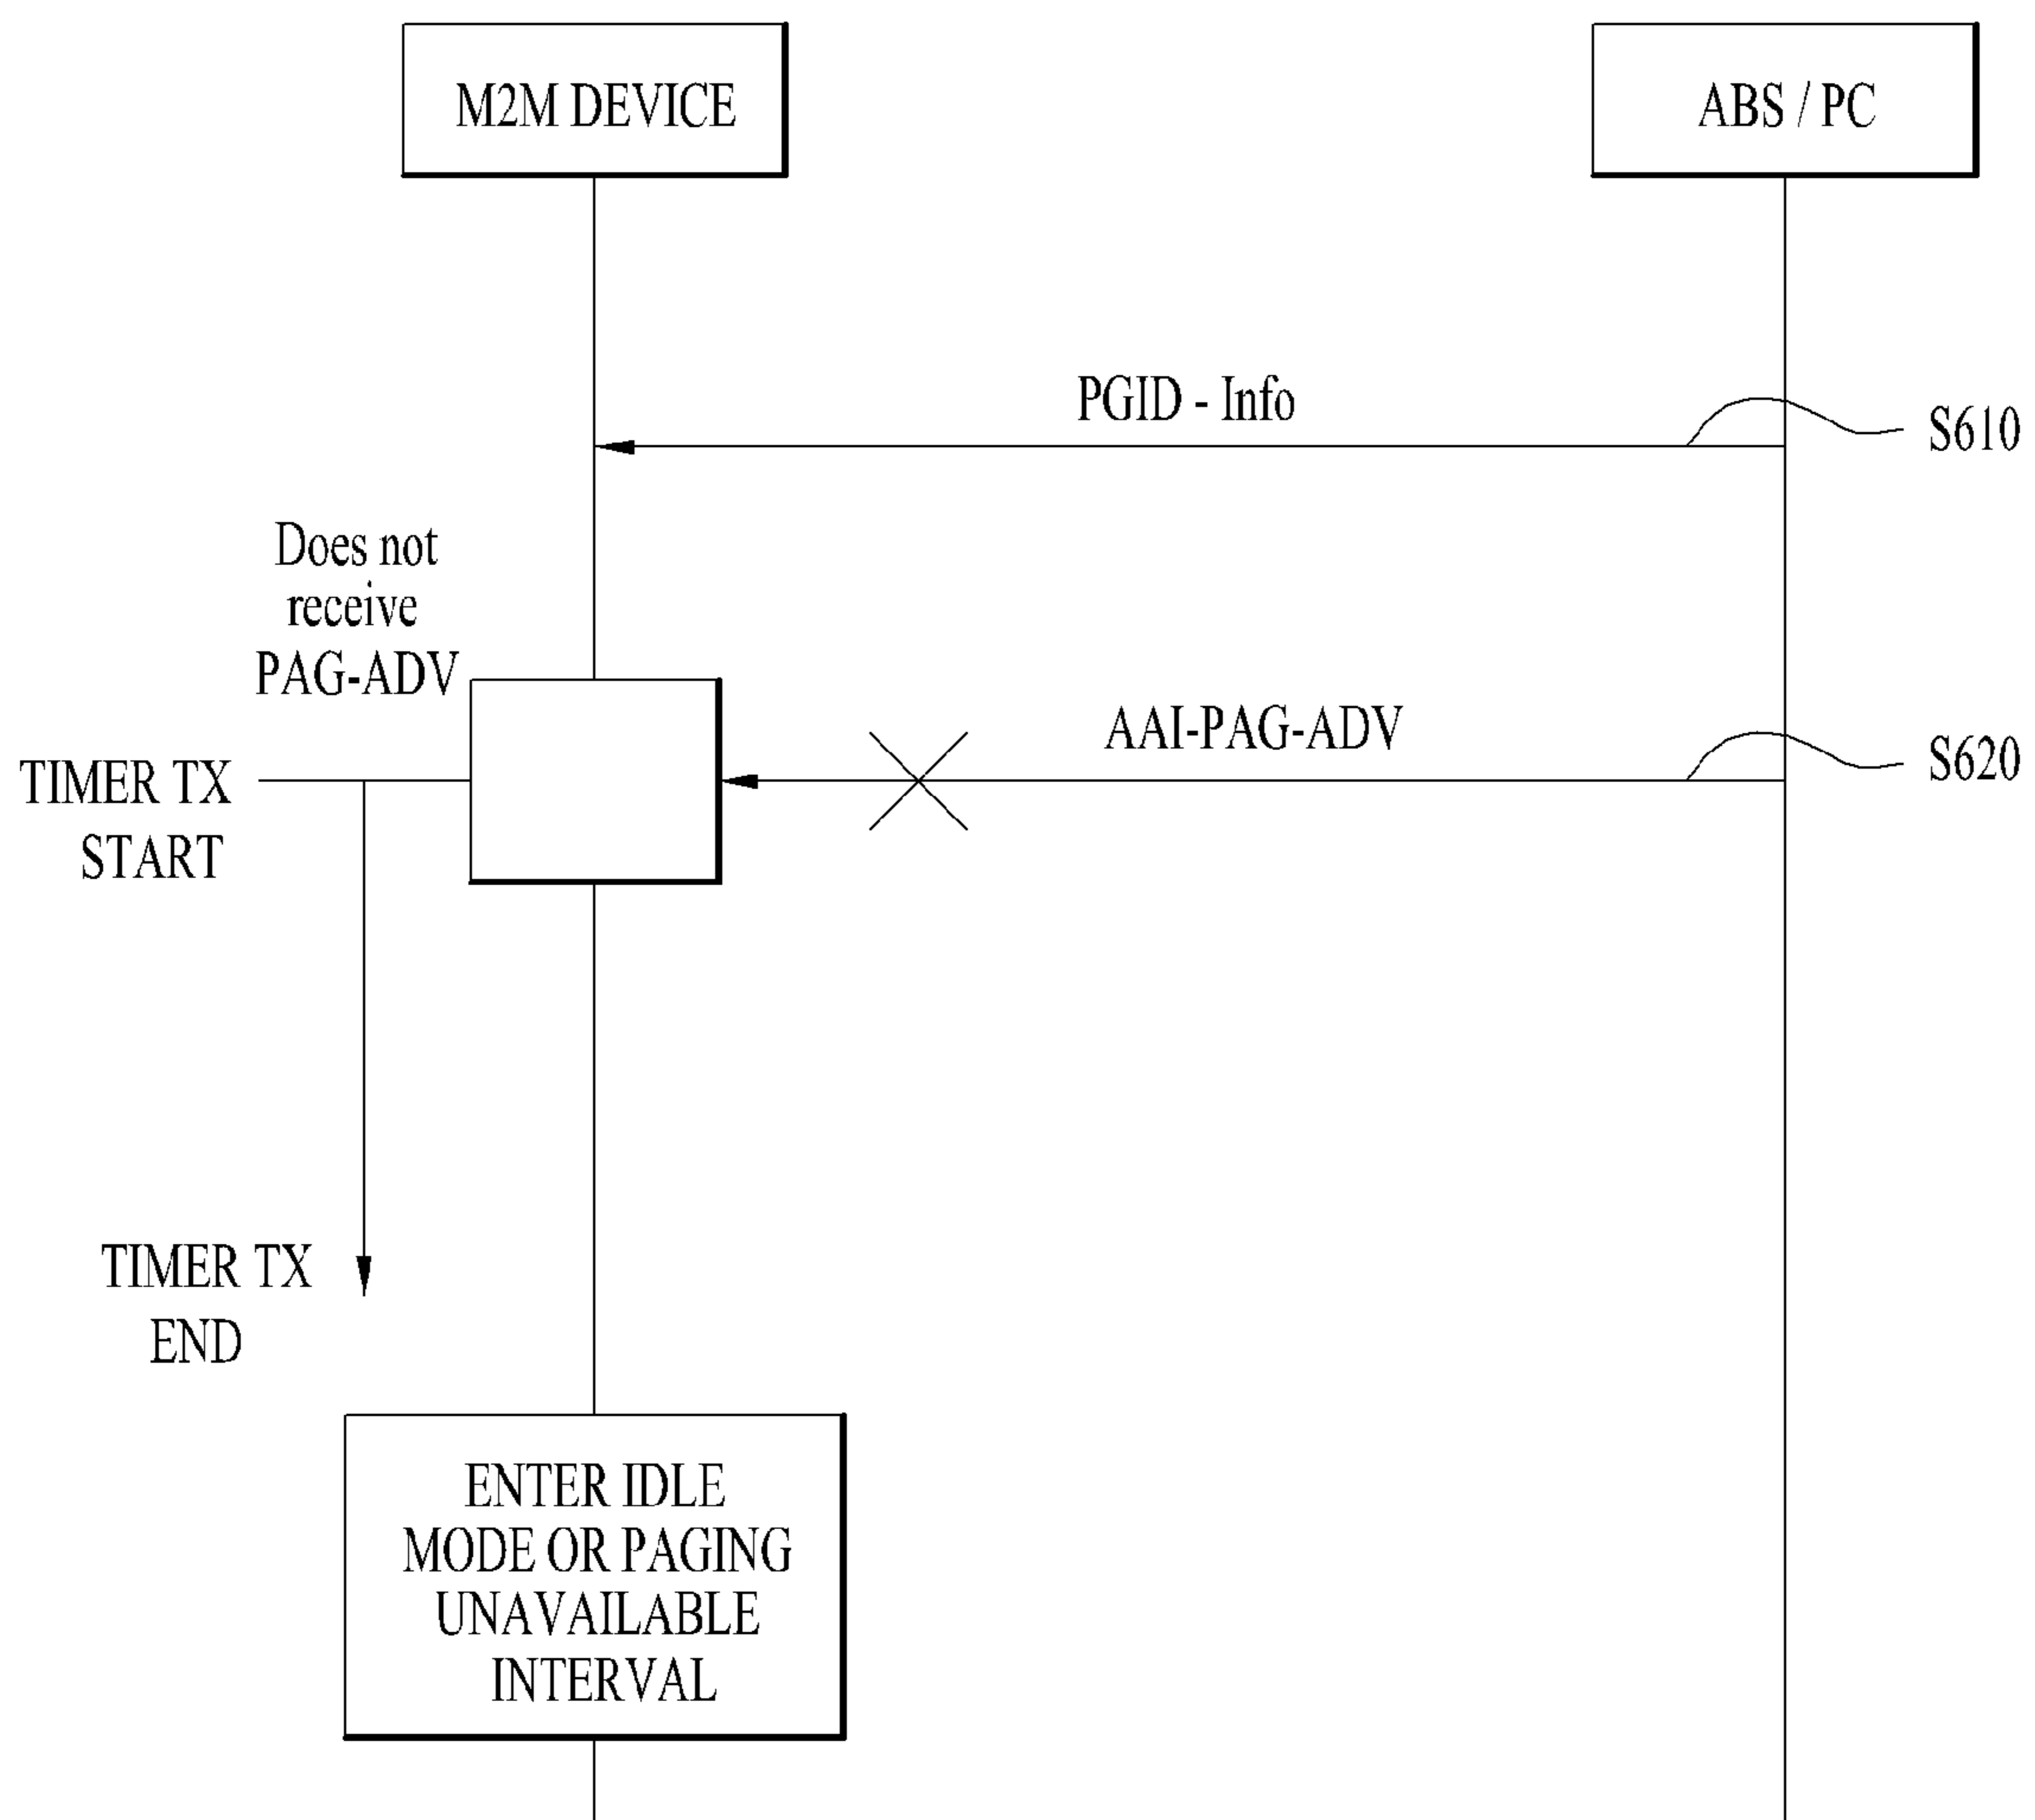 M2M DEVICE
ABS / PC
PGID - Info
S610
Does not
receive
PAG-ADV
AAI-PAG-ADV
S620
TIMER TX
START
TIMER TX
END
ENTER IDLE
MODE OR PAGING
UNAVAILABLE
INTERVAL